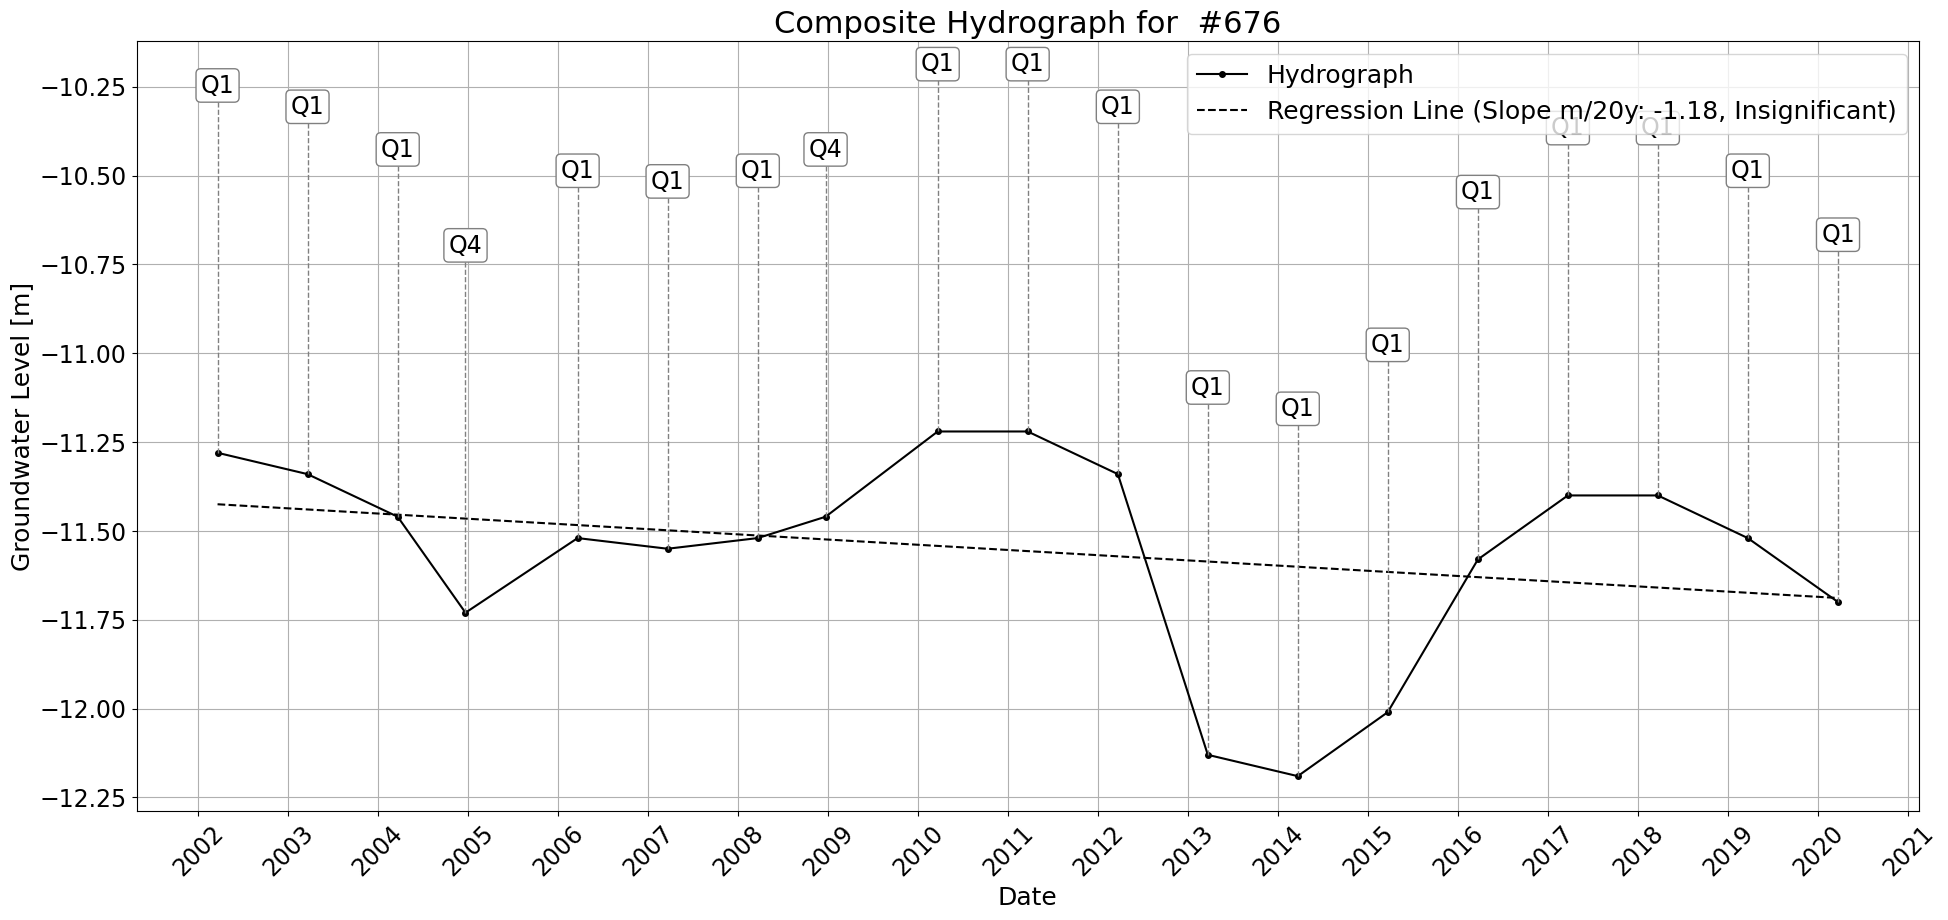 Composite Hydrograph for  #676
Hydrograph
Regression Line (Slope m/20y: -1.18, Insignificant)
Q1
Q1
Q1
Q4
Q1
Q1
Q1
Q4
Q1
Q1
Q1
Q1
Q1
Q1
Q1
Q1
Q1
Q1
Q1
Groundwater Level [m]
−10.25
−10.50
−10.75
−11.00
−11.25
−11.50
−11.75
−12.00
−12.25
2002
2003
2004
2005
2006
2007
2008
2009
2010
2011
2012
2013
2014
2015
2016
2017
2018
2019
2020
2021
Date